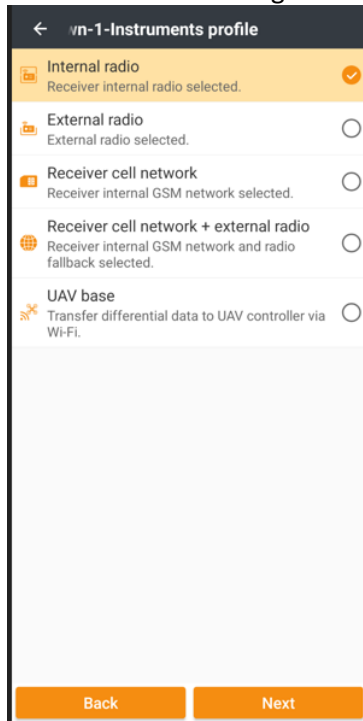 vn-1-Instruments profile
Internal radio
Receiver internal radio selected.
External radio
External radio selected.
Receiver cell network
Receiver internal GSM network selected.
Receiver cell network + external radio
Receiver internal GSM network and radio
fallback selected.
UAV base
Transfer differential data to UAV controller via
Wi-Fi.
Back
Next